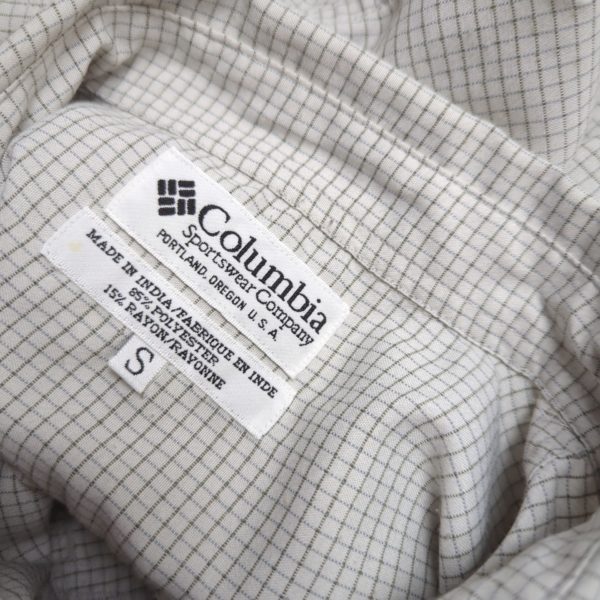 Columbia
Sportswear Company
PORTLAND, OREGON U.S.A.
MADE IN INDIA/FABRIQUE EN INDE
85% POLYESTER
15% RAYON/RAYONNE
S